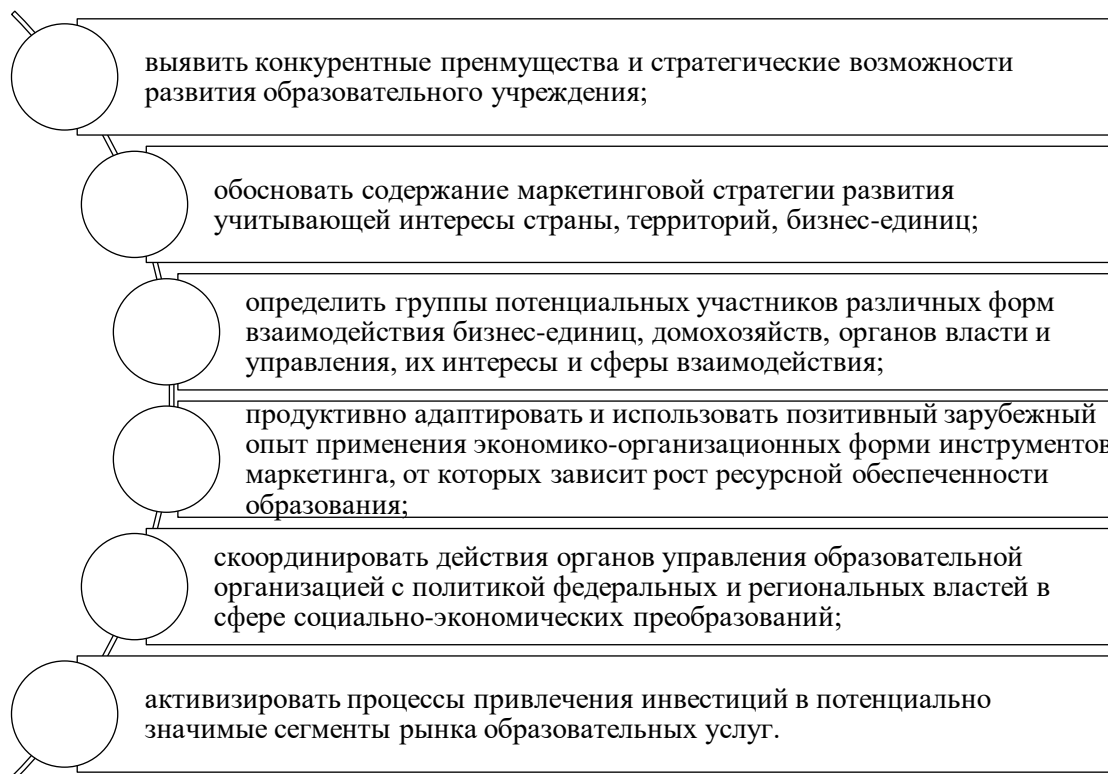 выявить конкурентные пренмущества и стратегические возможности
развития образовательного учреждения;
обосновать содержание маркетинговой стратегии развития
учитывающей интересы страны, территорий, бизнес-единиц;
определить группы потенциальных участников различных форм
взаимодействия бизнес-единиц, домохозяйств, органов власти и
управления, их интересы и сферы взаимодействия;
продуктивно адаптировать и использовать позитивный зарубежный
опыт применения экономико-организационных форми инструментов
маркетинга, от которых зависит рост ресурсной обеспеченности
образования;
скоординировать действия органов управления образовательной
организацией с политикой федеральных и региональных властей в
сфере социально-экономических преобразований;
активизировать процессы привлечения инвестиций в потенциально
значимые сегменты рынка образовательных услуг.